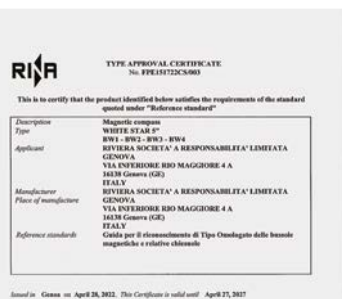 RINA
TYPE APPROVAL CERTIFICATE
No. FPE151722CS/003
This is to certify that the product identified below satisfies the requirements of the standard
quoted under "Reference standard"
Description Magnetic compass
Type WHITE STAR 5"
BW1 - BW2 - BW3 - BW4
Applicant RIVIERA SOCIETA' A RESPONSABILITA' LIMITATA
GENOVA
VIA INFERIORE RIO MAGGIORE 4 A
16138 Genova (GE)
ITALY
Manufacturer RIVIERA SOCIETA' A RESPONSABILITA' LIMITATA
Place of manufacture GENOVA
VIA INFERIORE RIO MAGGIORE 4 A
16138 Genova (GE)
ITALY
Reference standards Guida per il riconoscimento di Tipo Omologato delle bussole
magnetiche e relative chiesuole
Issued in Genoa on April 28, 2022. This Certificate is valid until April 27, 2027